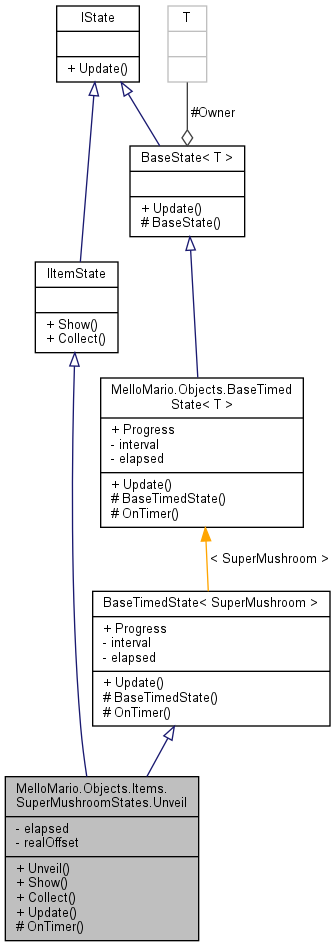 IState
+ Update()
T
#Owner
BaseState< T >
+ Update()
# BaseState()
IItemState
+ Show()
+ Collect()
MelloMario.Objects.BaseTimed
State< T >
+ Progress
- interval
- elapsed
+ Update()
# BaseTimedState()
# OnTimer()
< SuperMushroom >
BaseTimedState< SuperMushroom >
+ Progress
- interval
- elapsed
+ Update()
# BaseTimedState()
# OnTimer()
MelloMario.Objects.Items.
SuperMushroomStates.Unveil
- elapsed
- realOffset
+ Unveil()
+ Show()
+ Collect()
+ Update()
# OnTimer()